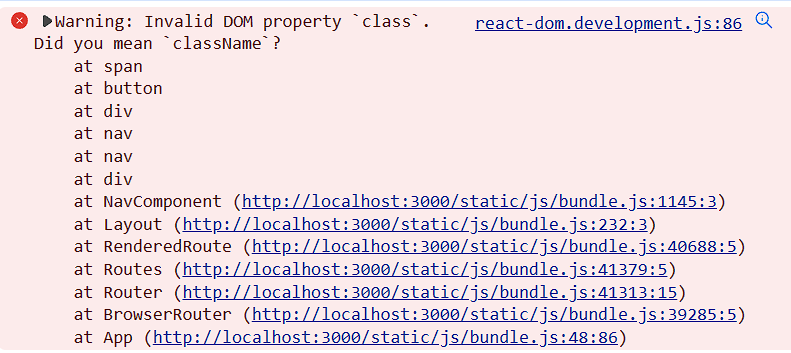 Warning: Invalid DOM property `class`. react-dom.development.js:86
Did you mean `className`?
at span
at button
at div
at nav
at nav
at div
at NavComponent (http://localhost:3000/static/js/bundle.js:1145:3)
at Layout (http://localhost:3000/static/js/bundle.js:232:3)
at RenderedRoute (http://localhost:3000/static/js/bundle.js:40688:5)
at Routes (http://localhost:3000/static/js/bundle.js:41379:5)
at Router (http://localhost:3000/static/js/bundle.js:41313:15)
at BrowserRouter (http://localhost:3000/static/js/bundle.js:39285:5)
at App (http://localhost:3000/static/js/bundle.js:48:86)